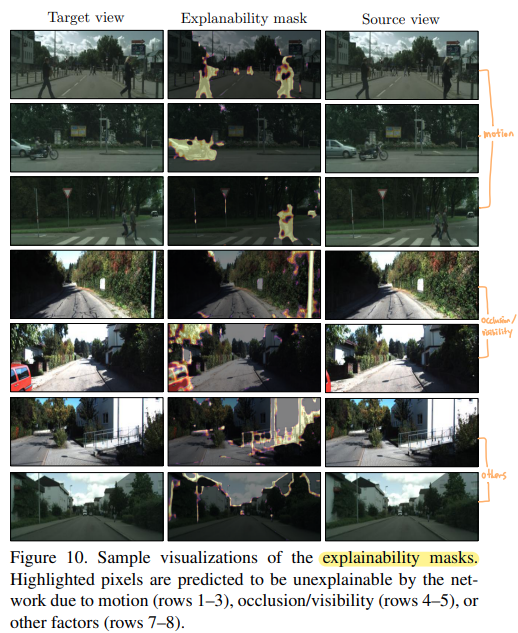 Target view
Explanability mask
Source view
motion
occlusion/
visibility
others
Figure 10. Sample visualizations of the explainability masks.
Highlighted pixels are predicted to be unexplainable by the net-
work due to motion (rows 1–3), occlusion/visibility (rows 4–5), or
other factors (rows 7–8).